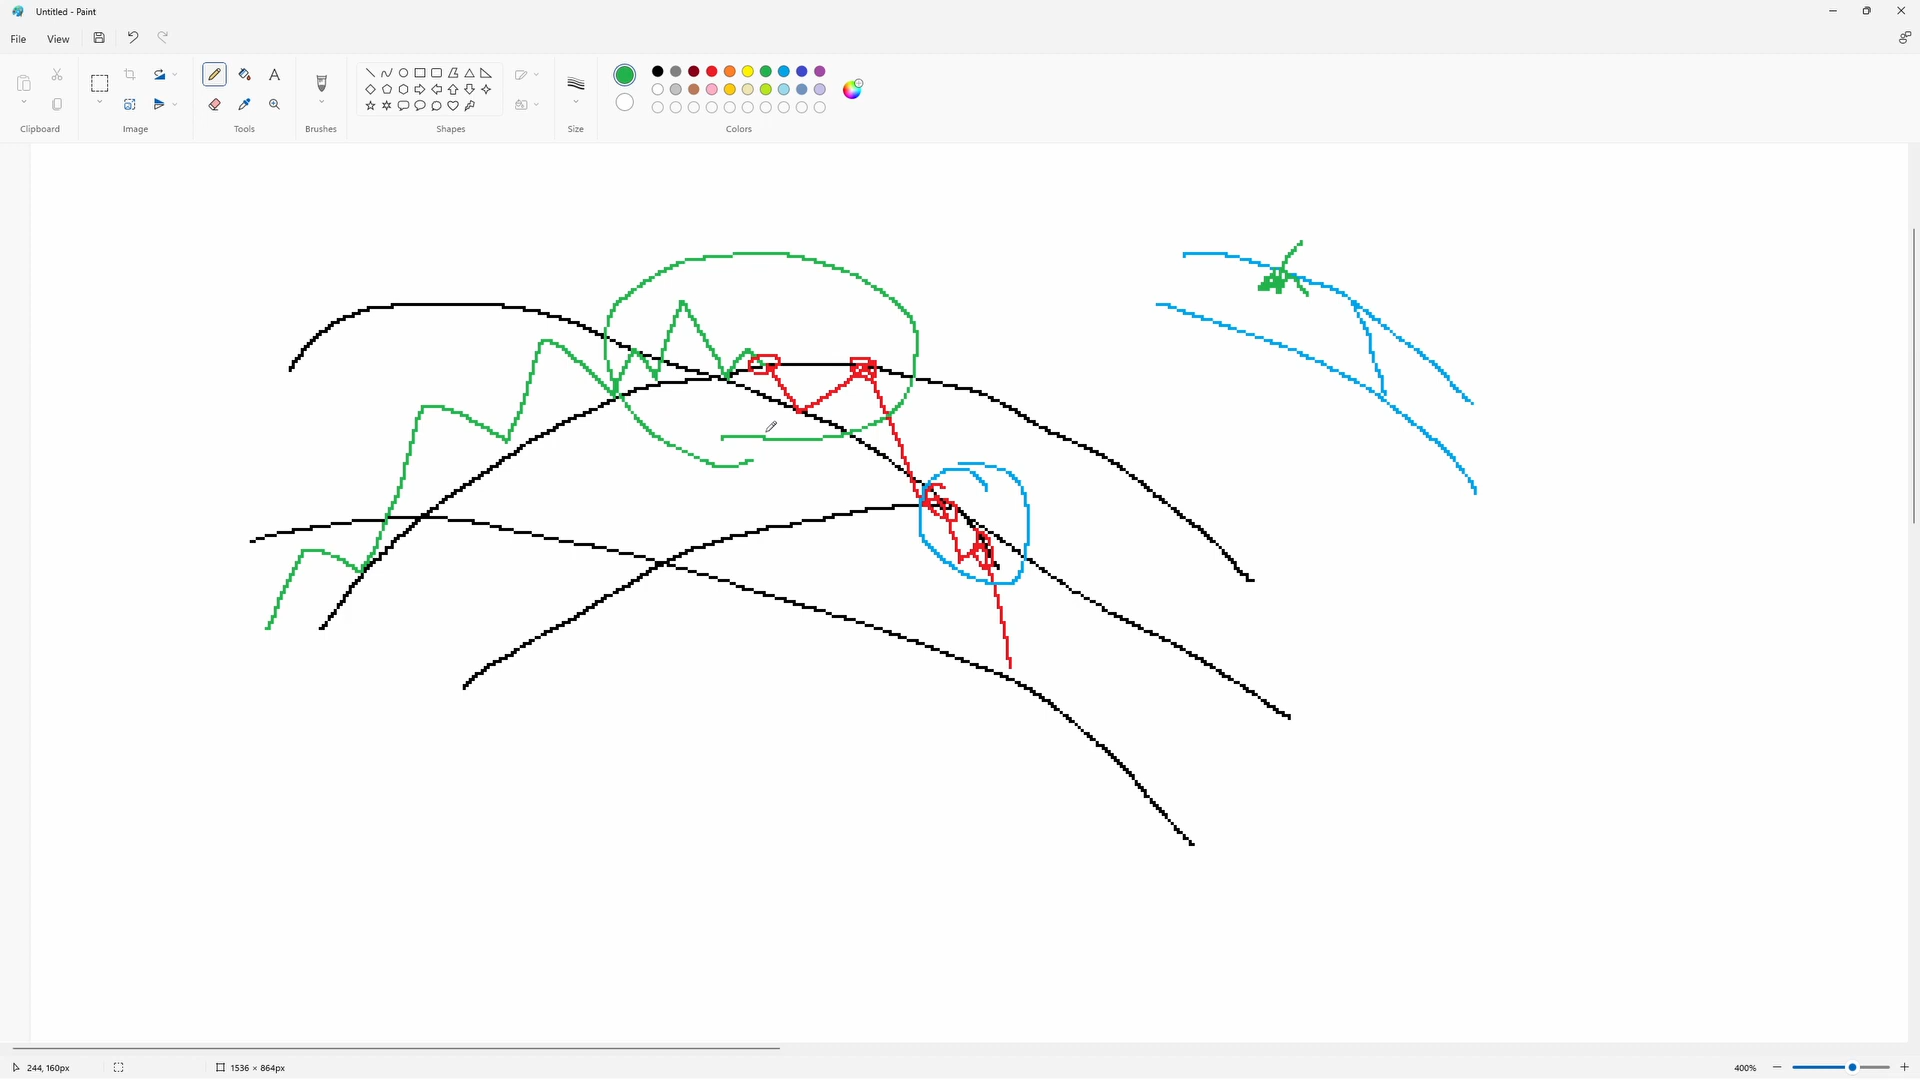 Untitled - Paint
File View
Clipboard Image Tools Brushes Shapes Size Colors
A
244, 160px 1536 × 864px 400%